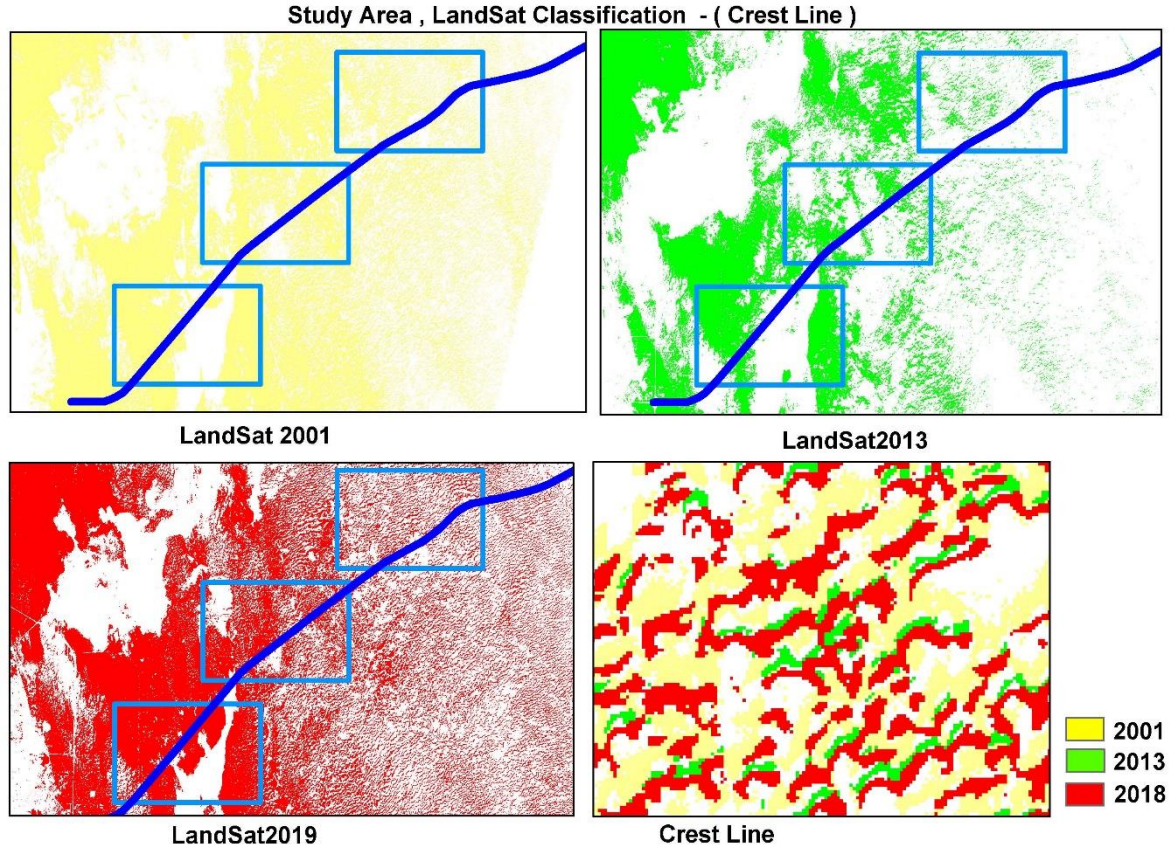 Study Area , LandSat Classification - ( Crest Line )
LandSat 2001
LandSat2013
LandSat2019
Crest Line
2001
2013
2018